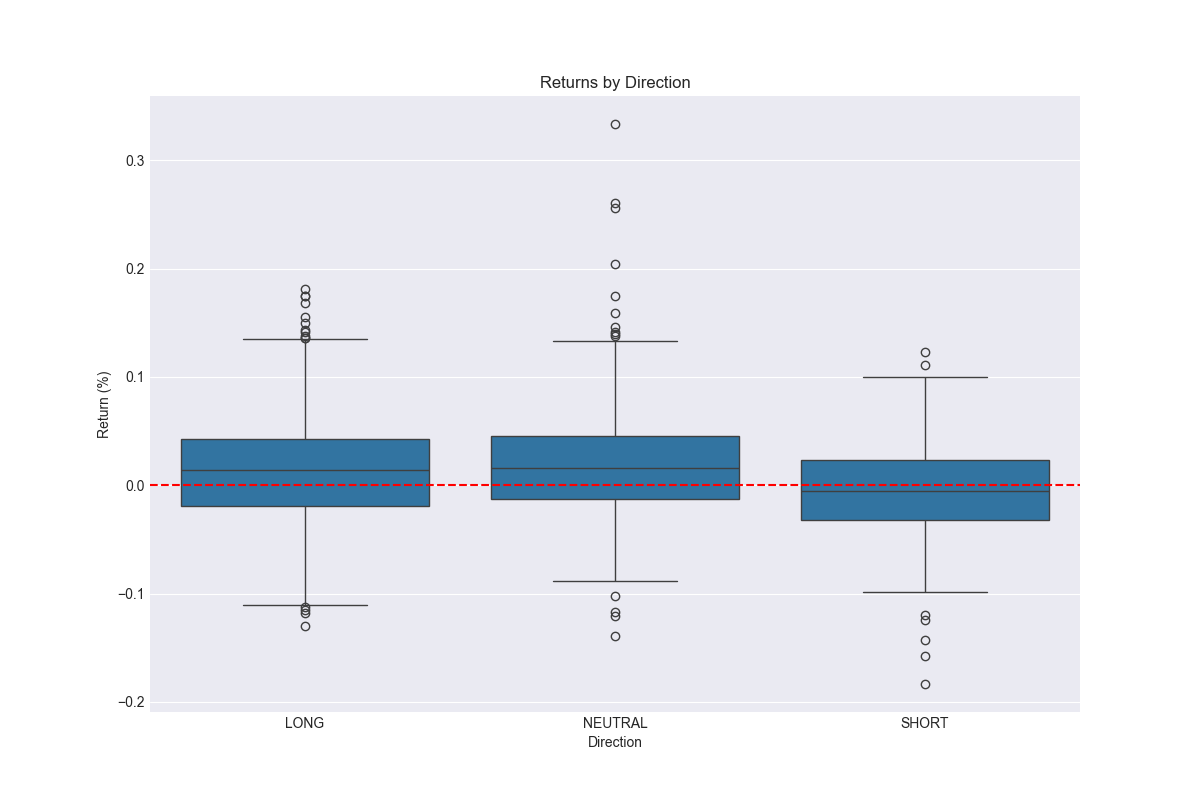 Returns by Direction
Return (%)
0.3
0.2
0.1
0.0
−0.1
−0.2
LONG
NEUTRAL
SHORT
Direction